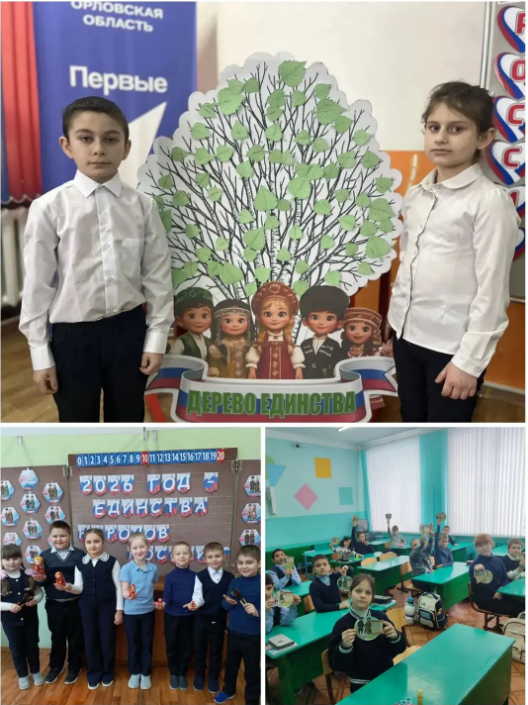 ОРЛОВСКАЯ
ОБЛАСТЬ
Первые
РОСС
ДЕРЕВО ЕДИНСТВА
0 1 2 3 4 5 6 7 8 9 10 11 12 13 14 15 16 17 18 19 20
2026 ГОД -
ЕДИНСТВА